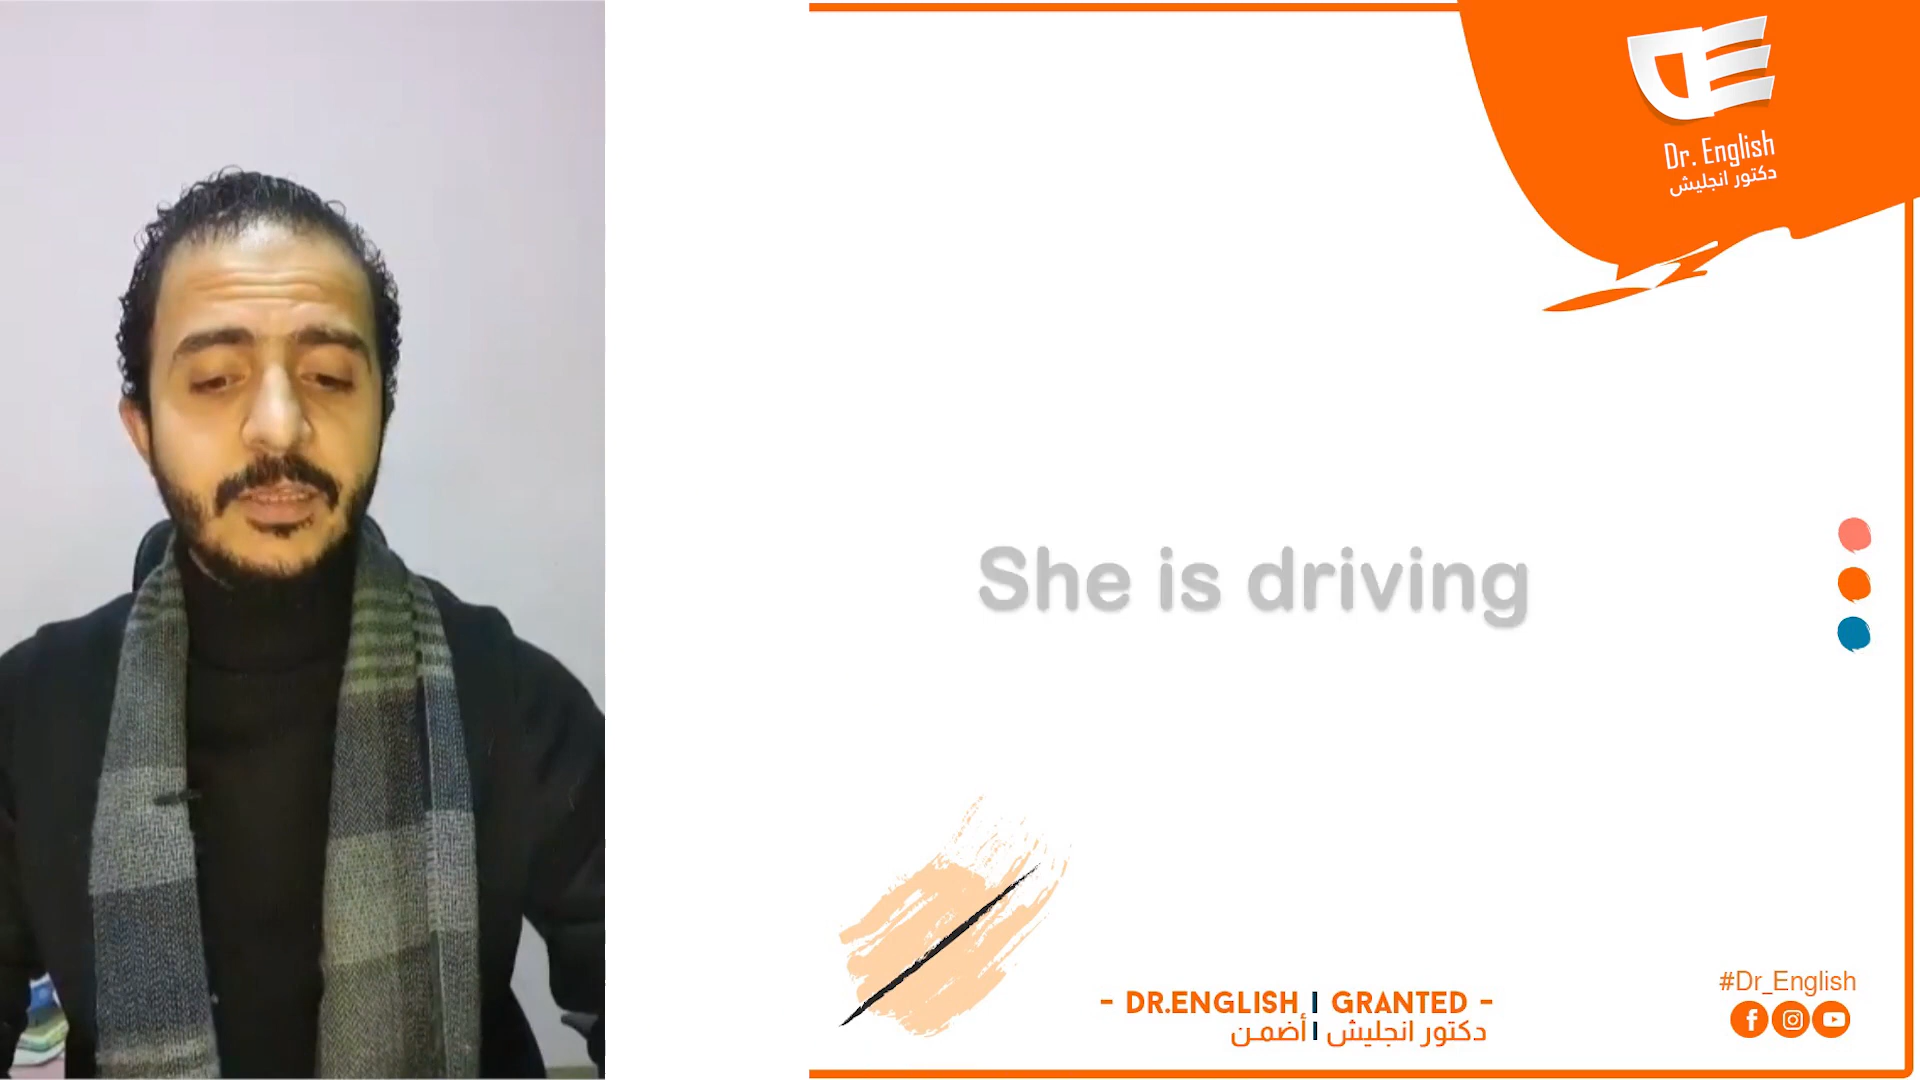 Dr. English
دكتور انجليش
She is driving
#Dr_English
- DR.ENGLISH | GRANTED -
دكتور انجليش | أضمن